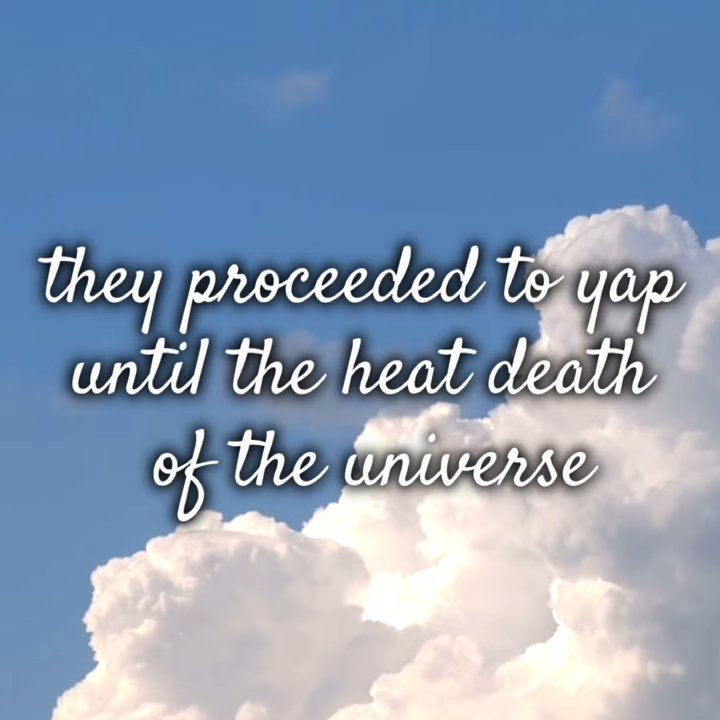 they proceeded to yap
until the heat death
of the universe